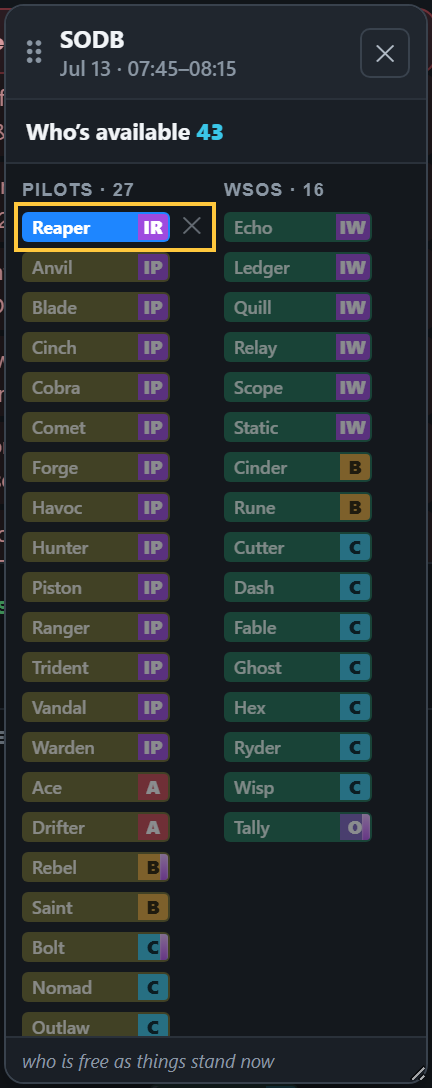 SODB
Jul 13 · 07:45–08:15
Who's available 43
PILOTS · 27
WSOS · 16
Reaper IR
Echo IW
Anvil IP
Ledger IW
Blade IP
Quill IW
Cinch IP
Relay IW
Cobra IP
Scope IW
Comet IP
Static IW
Forge IP
Cinder B
Havoc IP
Rune B
Hunter IP
Cutter C
Piston IP
Dash C
Ranger IP
Fable C
Trident IP
Ghost C
Vandal IP
Hex C
Warden IP
Ryder C
Ace A
Wisp C
Drifter A
Tally O
Rebel B
Saint B
Bolt C
Nomad C
Outlaw C
who is free as things stand now